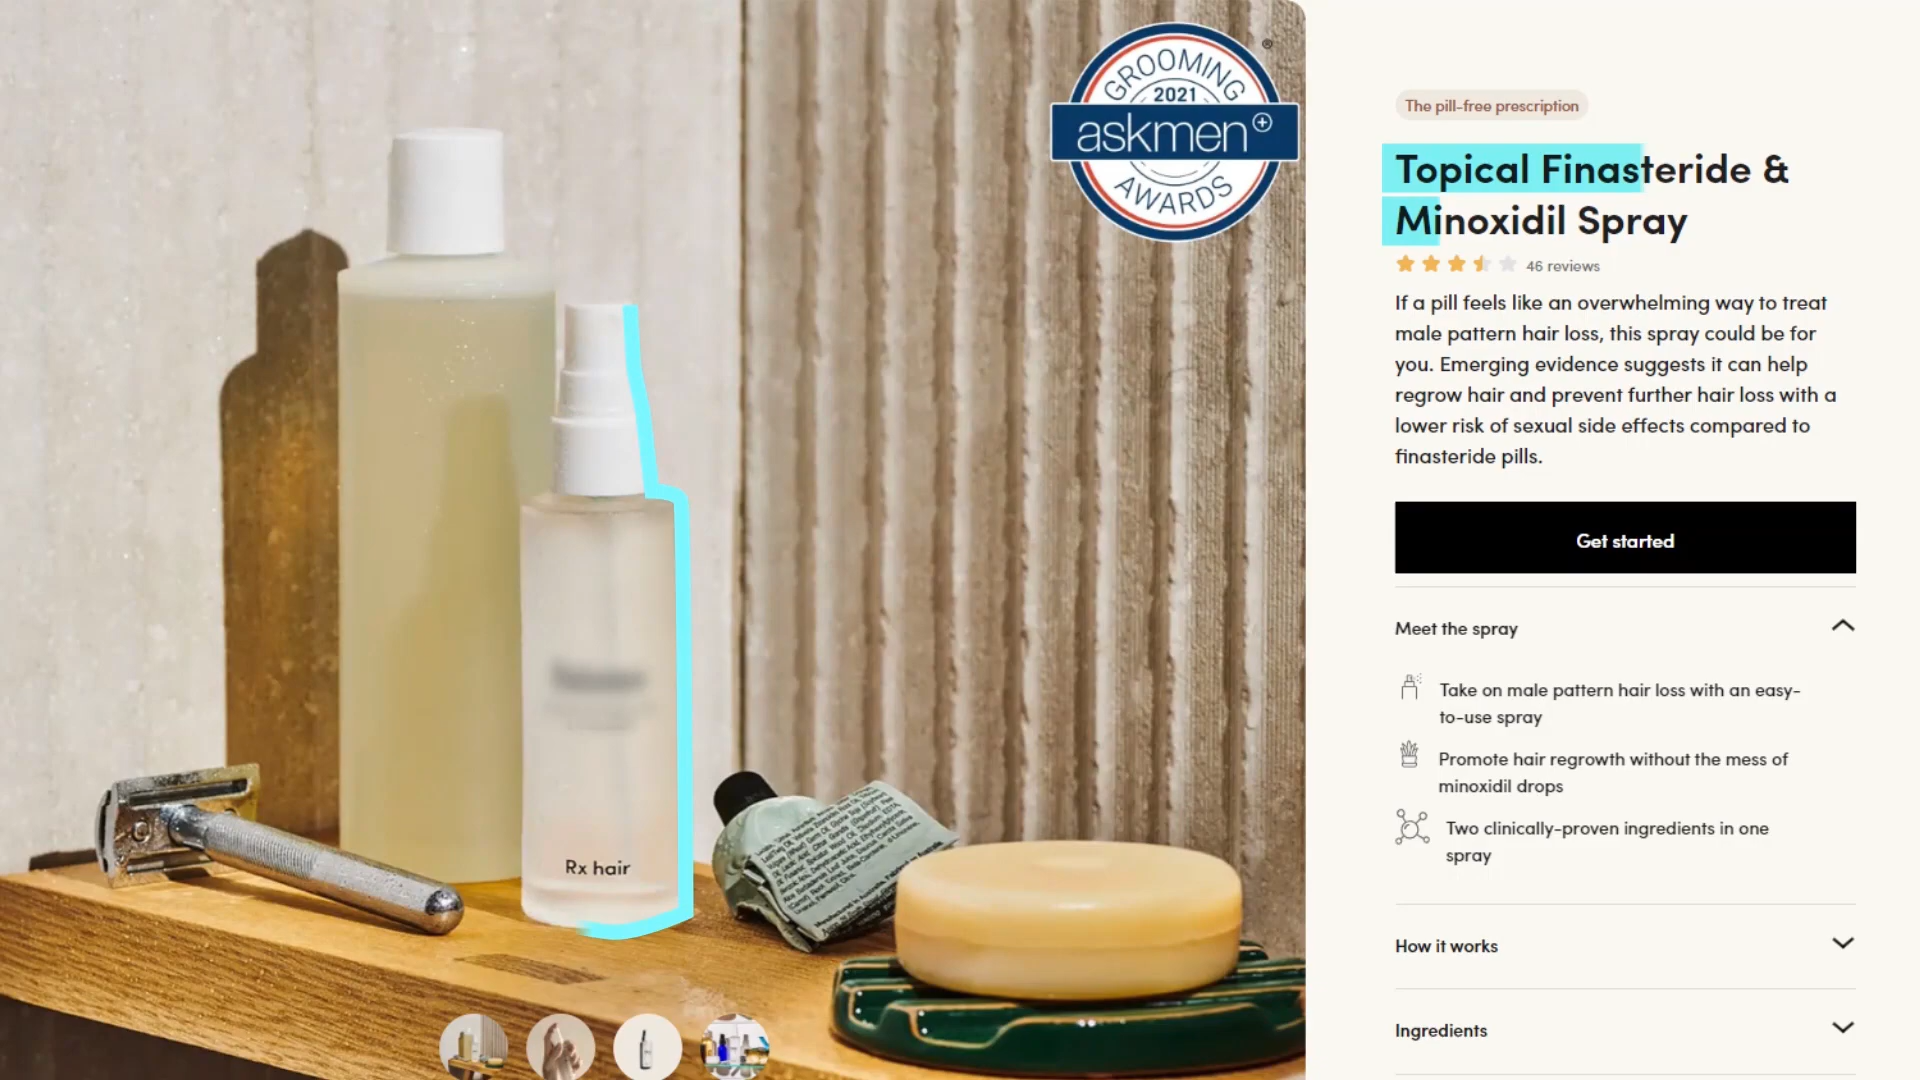 GROOMING
2021
askmen+
AWARDS
®
Rx hair
The pill-free prescription
Topical Finasteride &
Minoxidil Spray
46 reviews
If a pill feels like an overwhelming way to treat
male pattern hair loss, this spray could be for
you. Emerging evidence suggests it can help
regrow hair and prevent further hair loss with a
lower risk of sexual side effects compared to
finasteride pills.
Get started
Meet the spray
Take on male pattern hair loss with an easy-
to-use spray
Promote hair regrowth without the mess of
minoxidil drops
Two clinically-proven ingredients in one
spray
How it works
Ingredients